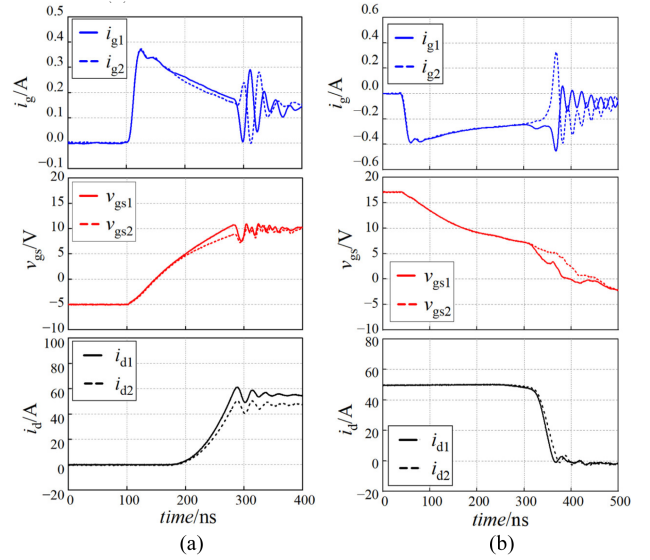 0.5
0.4
0.3
0.2
0.1
0.0
−0.1
i_g/A
i_g1
i_g2
20
15
10
5
0
−5
−10
v_gs/V
v_gs1
v_gs2
100
80
60
40
20
0
−20
i_d/A
i_d1
i_d2
0 100 200 300 400
time/ns
(a)
0.6
0.4
0.2
0.0
−0.2
−0.4
−0.6
i_g/A
i_g1
i_g2
20
15
10
5
0
−5
−10
v_gs/V
v_gs1
v_gs2
80
60
40
20
0
−20
i_d/A
i_d1
i_d2
0 100 200 300 400 500
time/ns
(b)